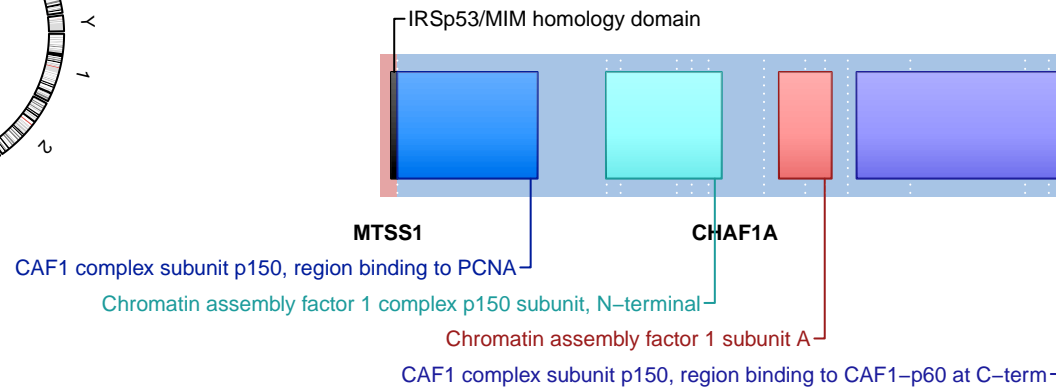 IRSp53/MIM homology domain
Y
1
2
MTSS1
CHAF1A
CAF1 complex subunit p150, region binding to PCNA
Chromatin assembly factor 1 complex p150 subunit, N−terminal
Chromatin assembly factor 1 subunit A
CAF1 complex subunit p150, region binding to CAF1−p60 at C−term